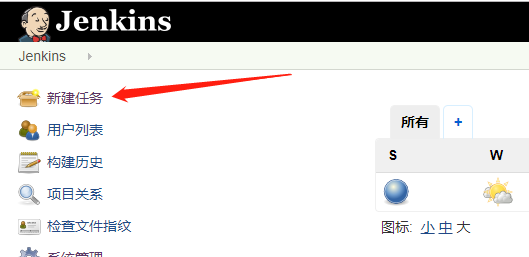 Jenkins
Jenkins
新建任务
用户列表
构建历史
项目关系
检查文件指纹
系统管理
所有 +
S W
图标: 小 中 大